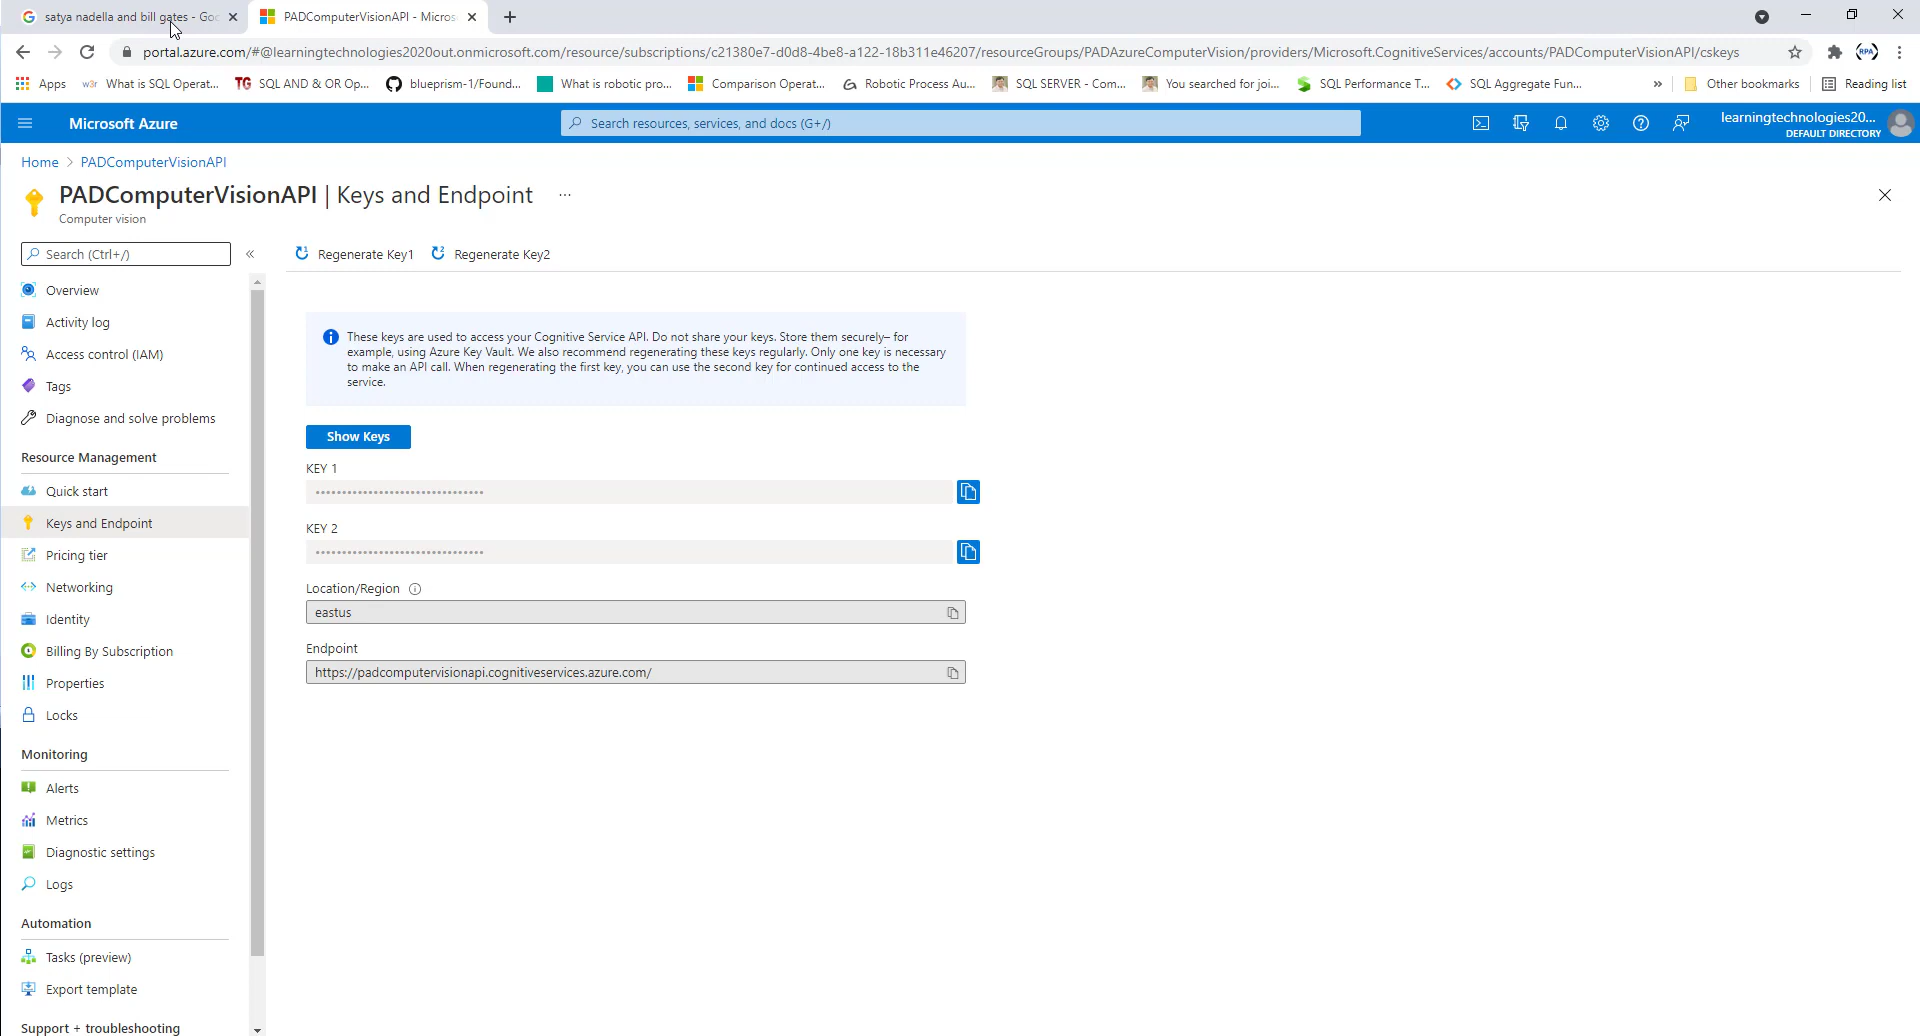 satya nadella and bill gates - Goo
PADComputerVisionAPI - Micros
portal.azure.com/#@learningtechnologies2020out.onmicrosoft.com/resource/subscriptions/c21380e7-d0d8-4be8-a122-18b311e46207/resourceGroups/PADAzureComputerVision/providers/Microsoft.CognitiveServices/accounts/PADComputerVisionAPI/cskeys
RPA
Apps w3r What is SQL Operat... TG SQL AND & OR Op... blueprism-1/Found... What is robotic pro... Comparison Operat... Robotic Process Au... SQL SERVER - Com... You searched for joi... SQL Performance T... SQL Aggregate Fun... » Other bookmarks Reading list
Microsoft Azure
Search resources, services, and docs (G+/)
learningtechnologies20...
DEFAULT DIRECTORY
Home > PADComputerVisionAPI
PADComputerVisionAPI | Keys and Endpoint ...
Computer vision
Search (Ctrl+/) «
Regenerate Key1 Regenerate Key2
Overview
Activity log
Access control (IAM)
Tags
Diagnose and solve problems
Resource Management
Quick start
Keys and Endpoint
Pricing tier
Networking
Identity
Billing By Subscription
Properties
Locks
Monitoring
Alerts
Metrics
Diagnostic settings
Logs
Automation
Tasks (preview)
Export template
Support + troubleshooting
These keys are used to access your Cognitive Service API. Do not share your keys. Store them securely– for
example, using Azure Key Vault. We also recommend regenerating these keys regularly. Only one key is necessary
to make an API call. When regenerating the first key, you can use the second key for continued access to the
service.
Show Keys
KEY 1
••••••••••••••••••••••••••••••••
KEY 2
••••••••••••••••••••••••••••••••
Location/Region
eastus
Endpoint
https://padcomputervisionapi.cognitiveservices.azure.com/